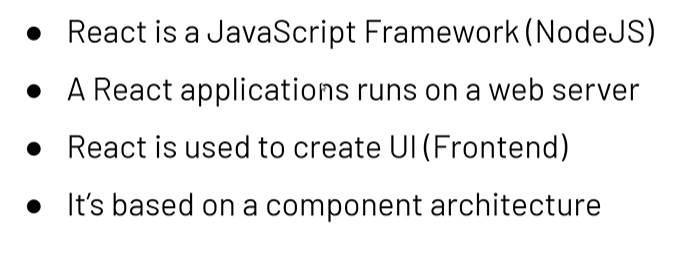 ● React is a JavaScript Framework (NodeJS)
● A React applications runs on a web server
● React is used to create UI (Frontend)
● It’s based on a component architecture